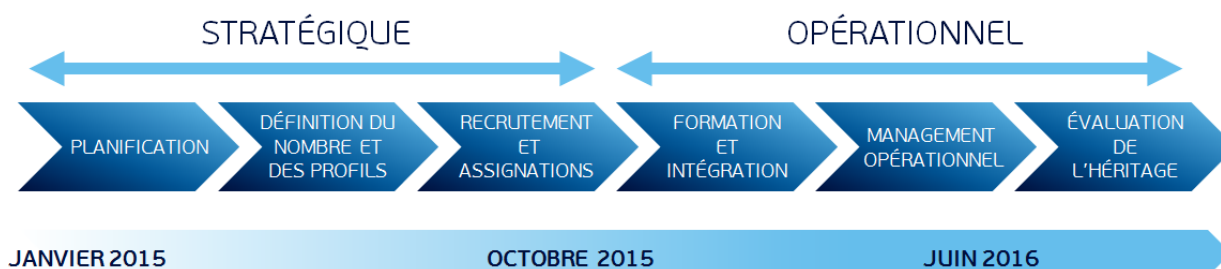 STRATÉGIQUE
OPÉRATIONNEL
PLANIFICATION
DÉFINITION DU
NOMBRE ET
DES PROFILS
RECRUTEMENT
ET
ASSIGNATIONS
FORMATION
ET
INTÉGRATION
MANAGEMENT
OPÉRATIONNEL
ÉVALUATION
DE
L'HÉRITAGE
JANVIER 2015
OCTOBRE 2015
JUIN 2016